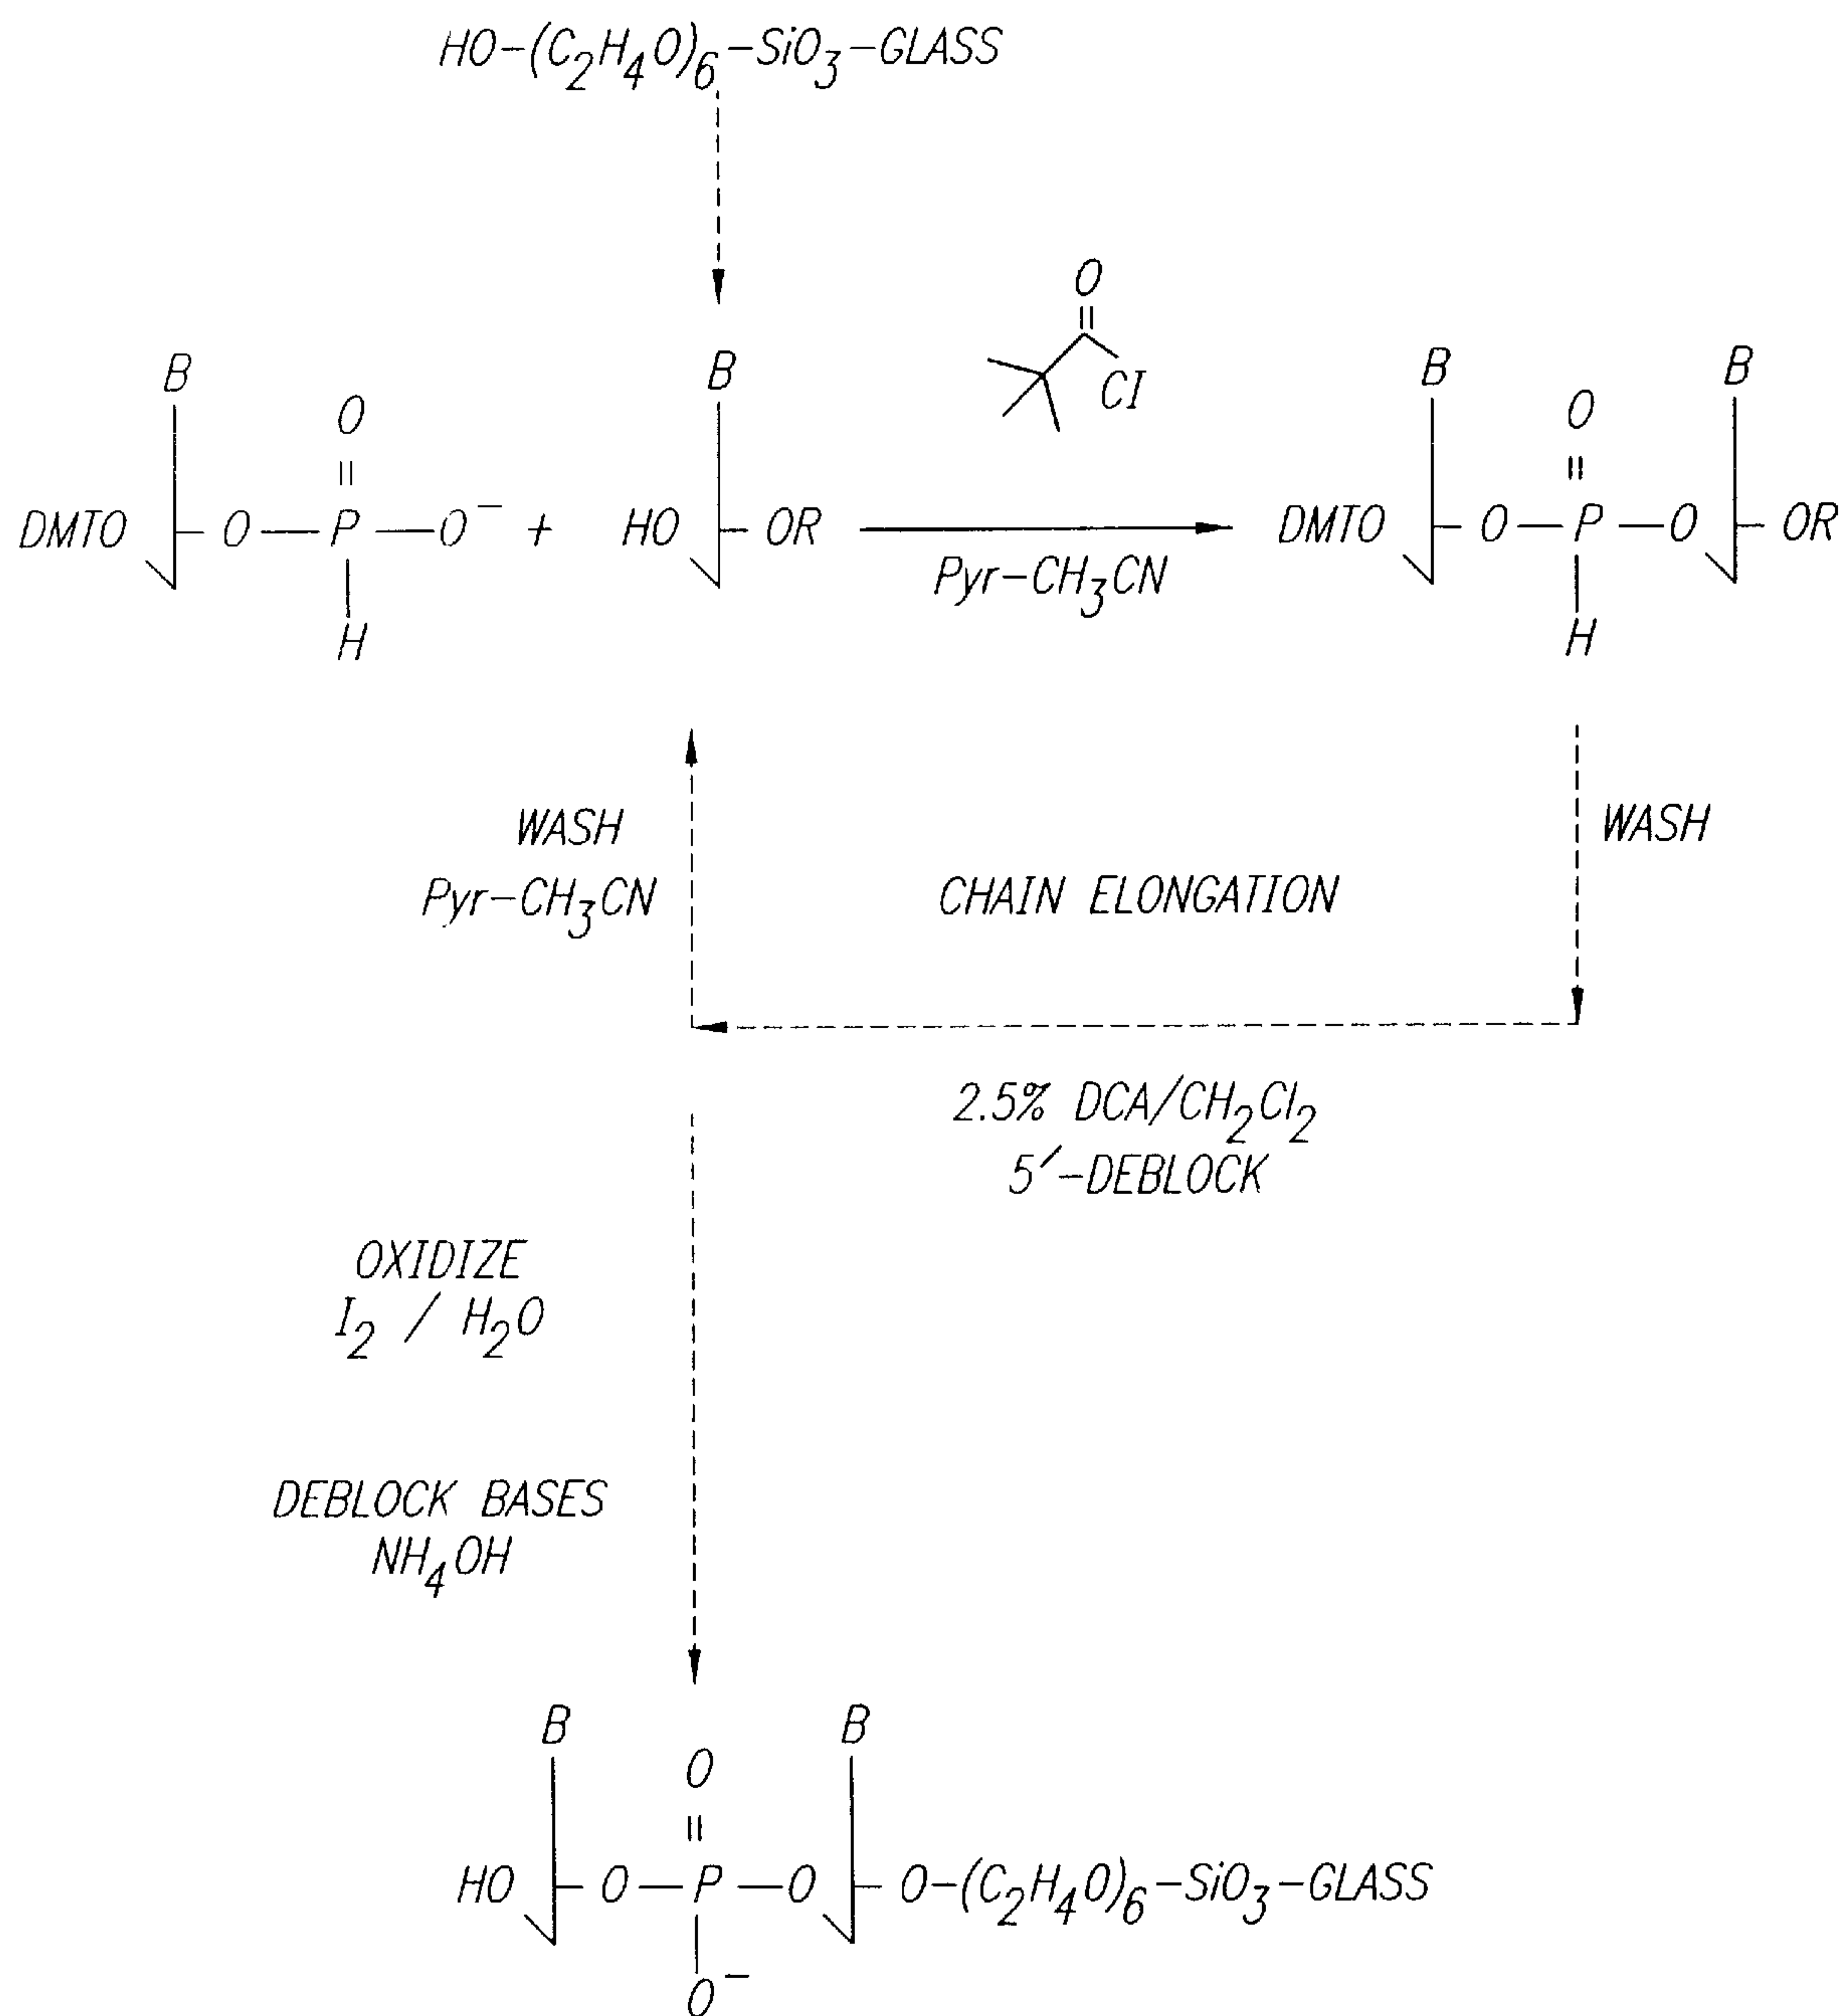 HO-(C2H4O)6-SiO3-GLASS
O
Cl
B
B
B
B
O
O
DMTO
O
P
O−
+
HO
OR
DMTO
O
P
O
OR
Pyr-CH3CN
H
H
WASH
Pyr-CH3CN
CHAIN ELONGATION
WASH
2.5% DCA/CH2Cl2
5′-DEBLOCK
OXIDIZE
I2 / H2O
DEBLOCK BASES
NH4OH
B
B
O
HO
O
P
O
O-(C2H4O)6-SiO3-GLASS
O−